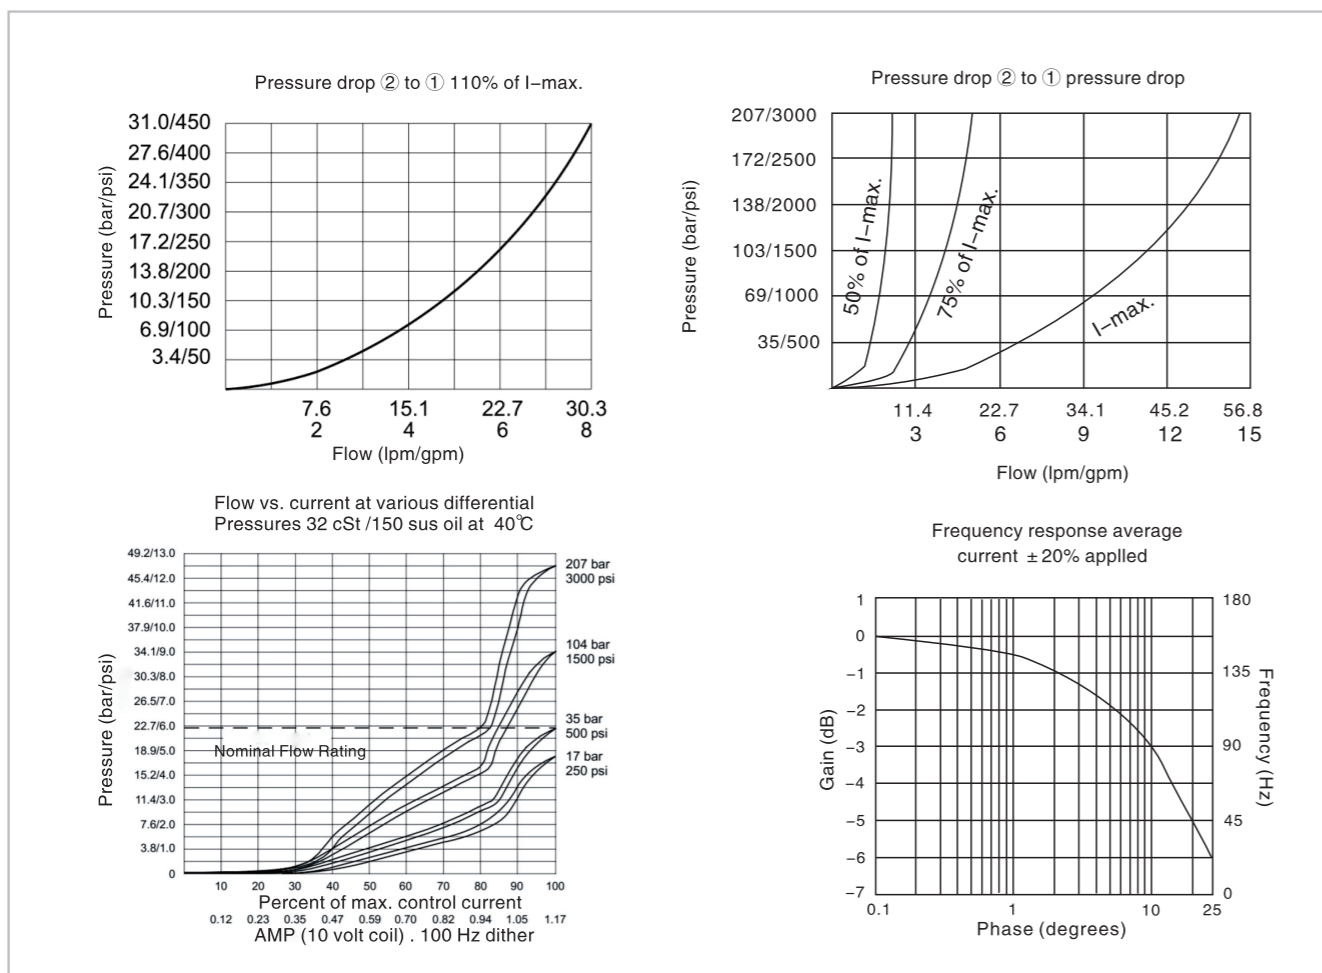 Pressure drop ② to ① 110% of I–max.
31.0/450
27.6/400
24.1/350
20.7/300
17.2/250
13.8/200
10.3/150
6.9/100
3.4/50
Pressure (bar/psi)
7.6 15.1 22.7 30.3
2 4 6 8
Flow (lpm/gpm)
Pressure drop ② to ① pressure drop
207/3000
172/2500
138/2000
103/1500
69/1000
35/500
Pressure (bar/psi)
50% of I–max.
75% of I–max.
I–max.
11.4 22.7 34.1 45.2 56.8
3 6 9 12 15
Flow (lpm/gpm)
Flow vs. current at various differential
Pressures 32 cSt /150 sus oil at 40℃
49.2/13.0
45.4/12.0
41.6/11.0
37.9/10.0
34.1/9.0
30.3/8.0
26.5/7.0
22.7/6.0
18.9/5.0
15.2/4.0
11.4/3.0
7.6/2.0
3.8/1.0
0
Pressure (bar/psi)
Nominal Flow Rating
207 bar
3000 psi
104 bar
1500 psi
35 bar
500 psi
17 bar
250 psi
10 20 30 40 50 60 70 80 90 100
Percent of max. control current
0.12 0.23 0.35 0.47 0.59 0.70 0.82 0.94 1.05 1.17
AMP (10 volt coil) . 100 Hz dither
Frequency response average
current ±20% applled
1
0
−1
−2
−3
−4
−5
−6
−7
Gain (dB)
180
135
90
45
0
Frequency (Hz)
0.1 1 10 25
Phase (degrees)